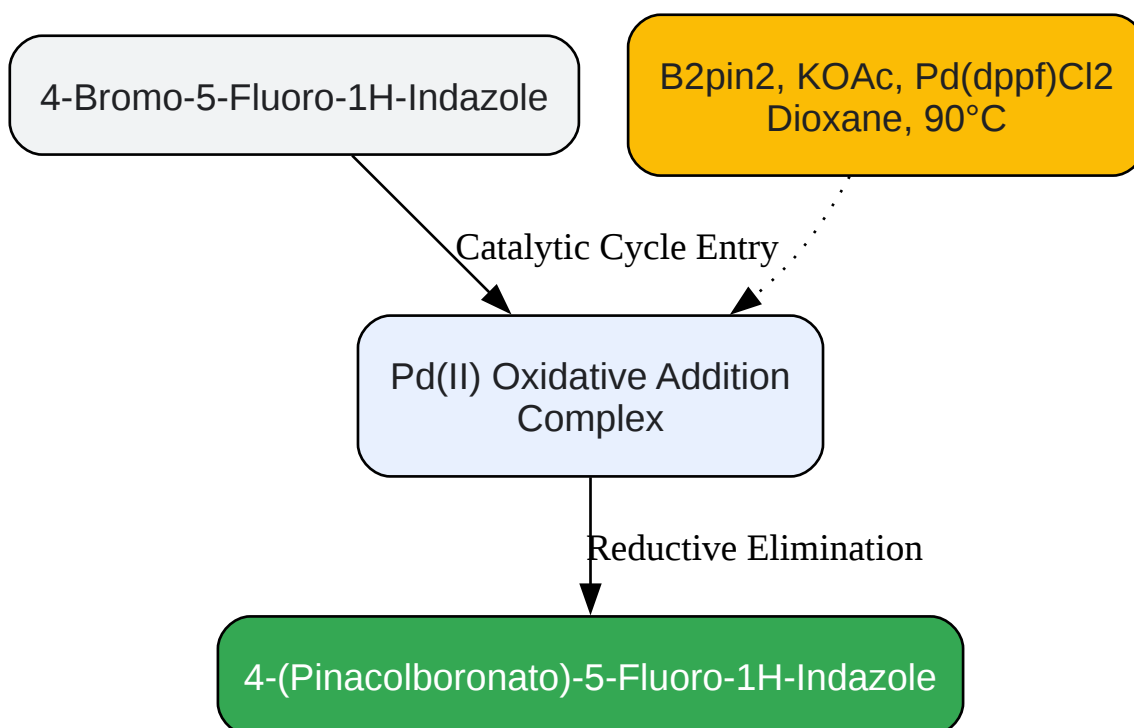 4-Bromo-5-Fluoro-1H-Indazole
B2pin2, KOAc, Pd(dppf)Cl2
Dioxane, 90°C
Catalytic Cycle Entry
Pd(II) Oxidative Addition
Complex
Reductive Elimination
4-(Pinacolboronato)-5-Fluoro-1H-Indazole